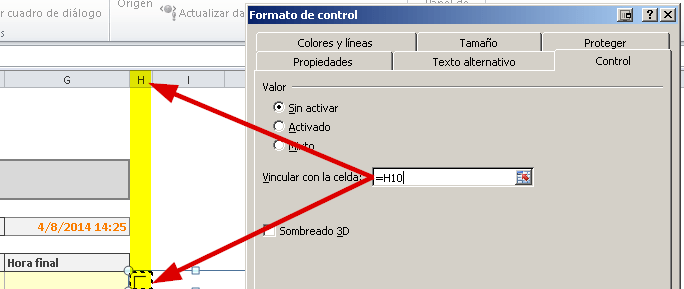 r cuadro de diálogo
Origen
Actualizar da
Formato de control
Colores y líneas
Tamaño
Proteger
Propiedades
Texto alternativo
Control
G
H
I
Valor
Sin activar
Activado
Mixto
Vincular con la celda:
=H10
4/8/2014 14:25
Sombreado 3D
Hora final